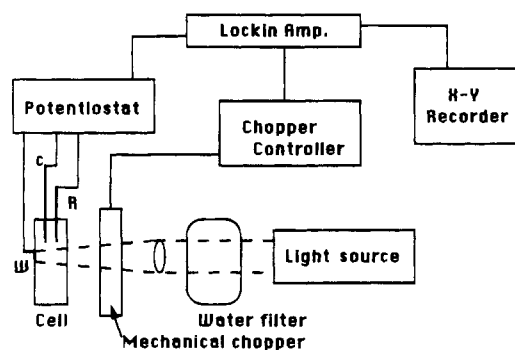 Lockin Amp.
Potentiostat
X-Y
Recorder
Chopper
Controller
C
R
W
Light source
Cell
Water filter
Mechanical chopper